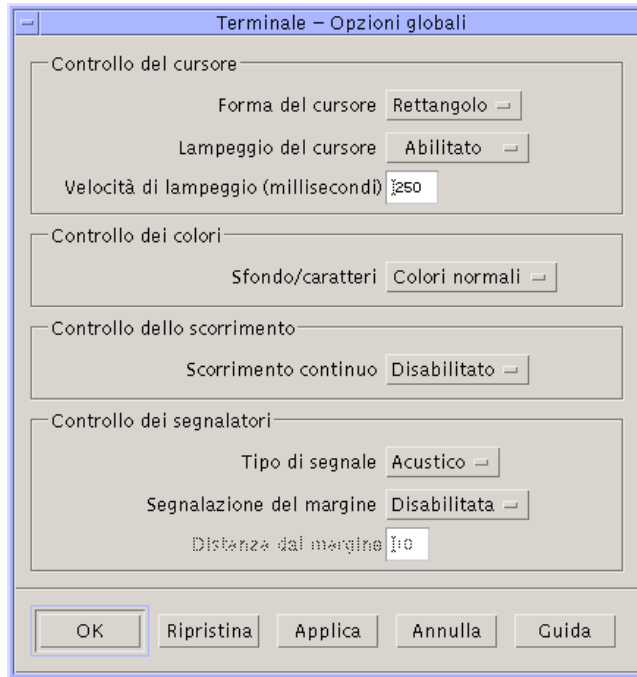 Terminale – Opzioni globali
Controllo del cursore
Forma del cursore Rettangolo
Lampeggio del cursore Abilitato
Velocità di lampeggio (millisecondi) 250
Controllo dei colori
Sfondo/caratteri Colori normali
Controllo dello scorrimento
Scorrimento continuo Disabilitato
Controllo dei segnalatori
Tipo di segnale Acustico
Segnalazione del margine Disabilitata
Distanza dal margine 10
OK Ripristina Applica Annulla Guida